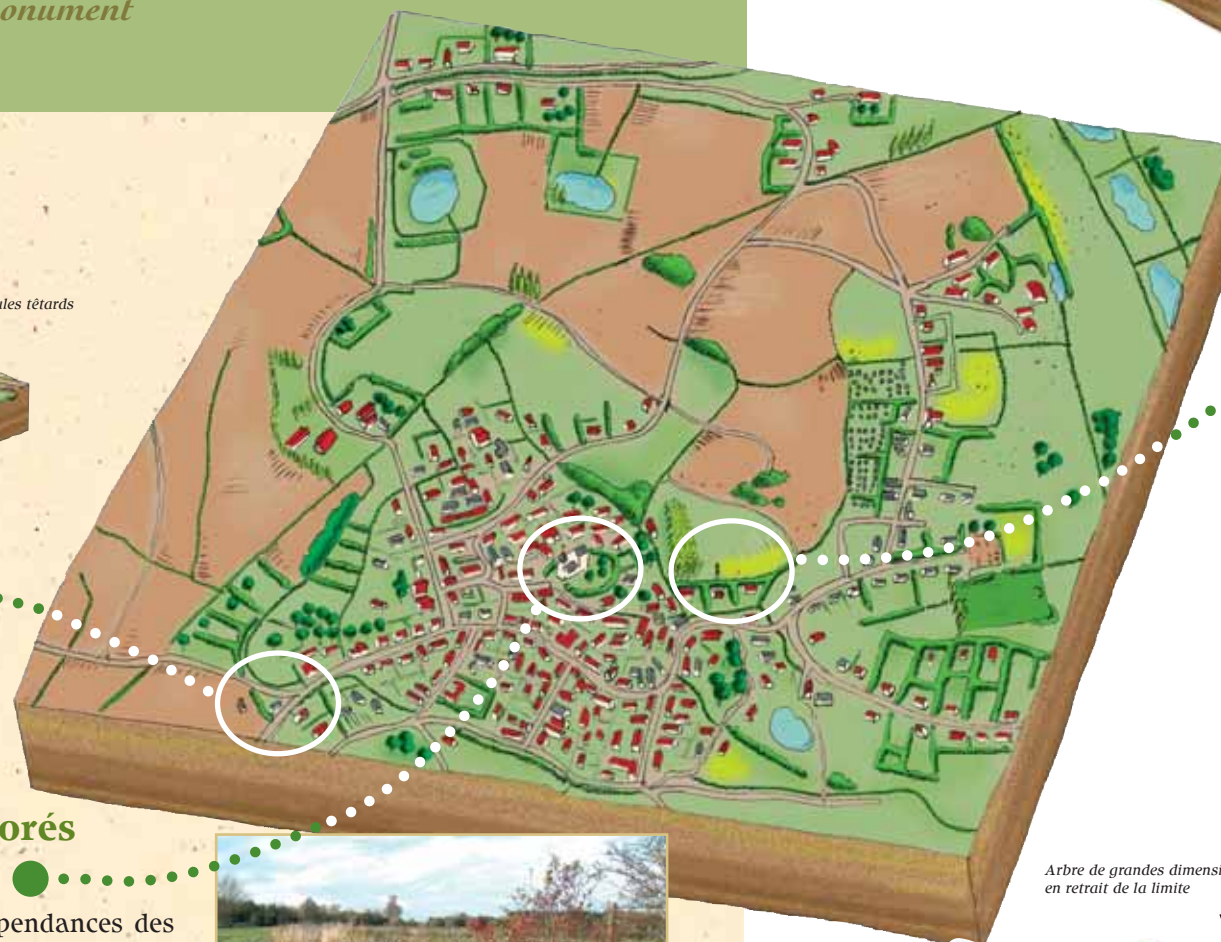 onument
ules têtards
orés
pendances des
Arbre de grandes dimensi
en retrait de la limite